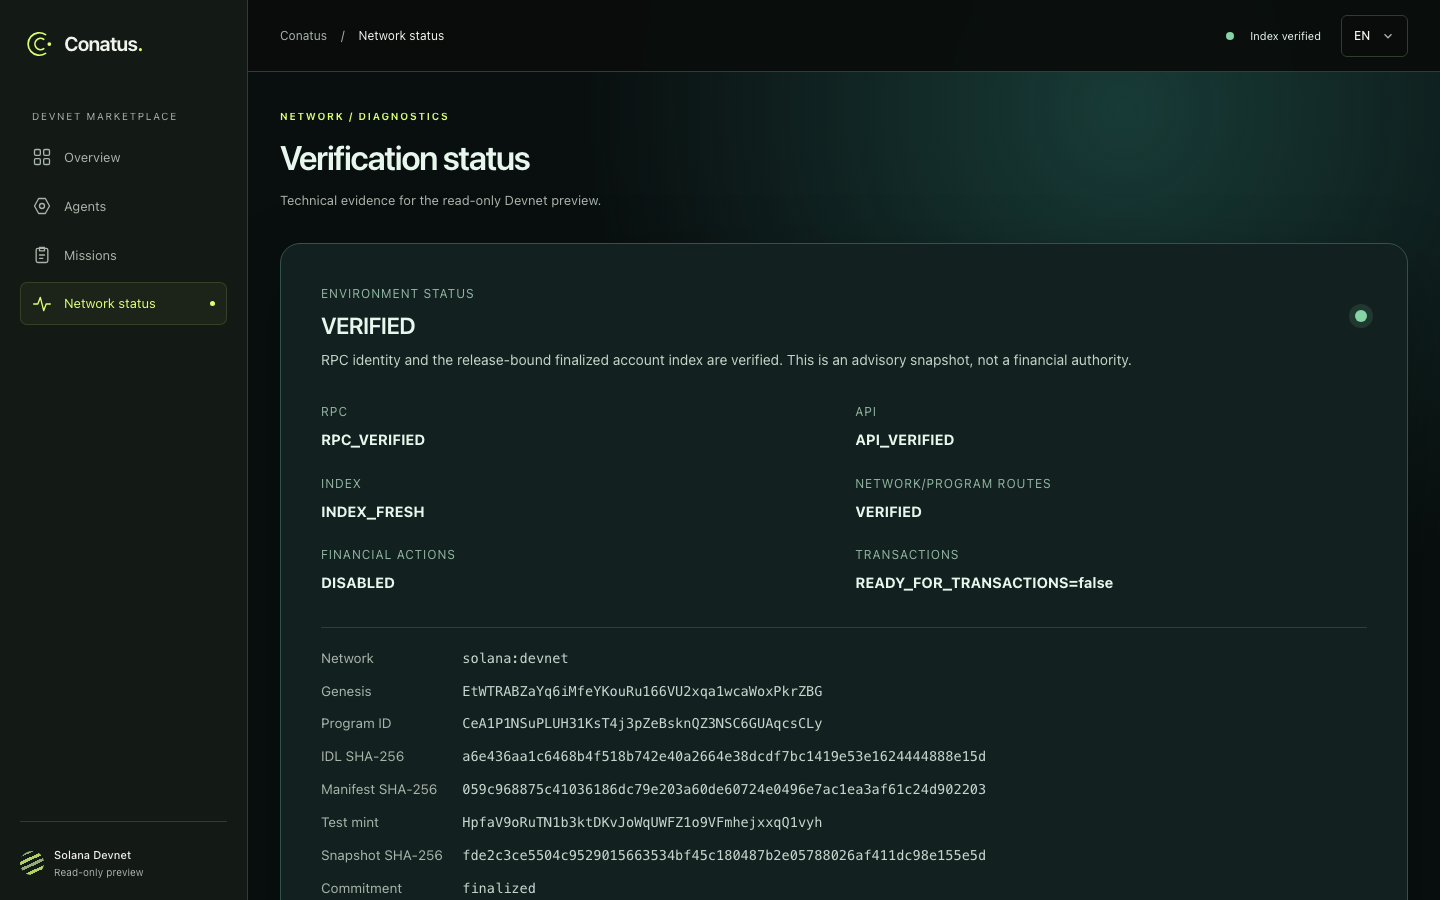 Conatus.
DEVNET MARKETPLACE
Overview
Agents
Missions
Network status
Solana Devnet
Read-only preview
Conatus / Network status
Index verified
EN
NETWORK / DIAGNOSTICS
Verification status
Technical evidence for the read-only Devnet preview.
ENVIRONMENT STATUS
VERIFIED
RPC identity and the release-bound finalized account index are verified. This is an advisory snapshot, not a financial authority.
RPC
RPC_VERIFIED
API
API_VERIFIED
INDEX
INDEX_FRESH
NETWORK/PROGRAM ROUTES
VERIFIED
FINANCIAL ACTIONS
DISABLED
TRANSACTIONS
READY_FOR_TRANSACTIONS=false
Network solana:devnet
Genesis EtWTRABZaYq6iMfeYKouRu166VU2xqa1wcaWoxPkrZBG
Program ID CeA1P1NSuPLUH31KsT4j3pZeBsknQZ3NSC6GUAqcsCLy
IDL SHA-256 a6e436aa1c6468b4f518b742e40a2664e38dcdf7bc1419e53e1624444888e15d
Manifest SHA-256 059c968875c41036186dc79e203a60de60724e0496e7ac1ea3af61c24d902203
Test mint HpfaV9oRuTN1b3ktDKvJoWqUWFZ1o9VFmhejxxqQ1vyh
Snapshot SHA-256 fde2c3ce5504c9529015663534bf45c180487b2e05788026af411dc98e155e5d
Commitment finalized